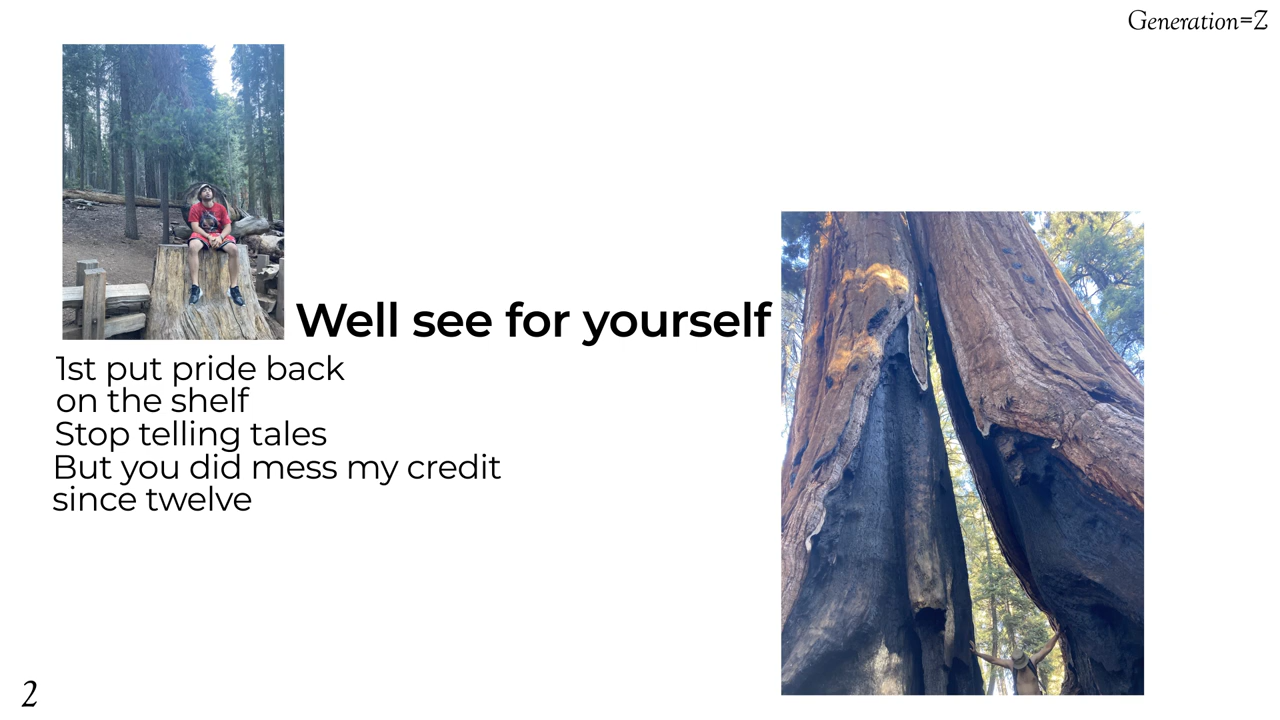 Generation=Z
Well see for yourself
1st put pride back
on the shelf
Stop telling tales
But you did mess my credit
since twelve
2